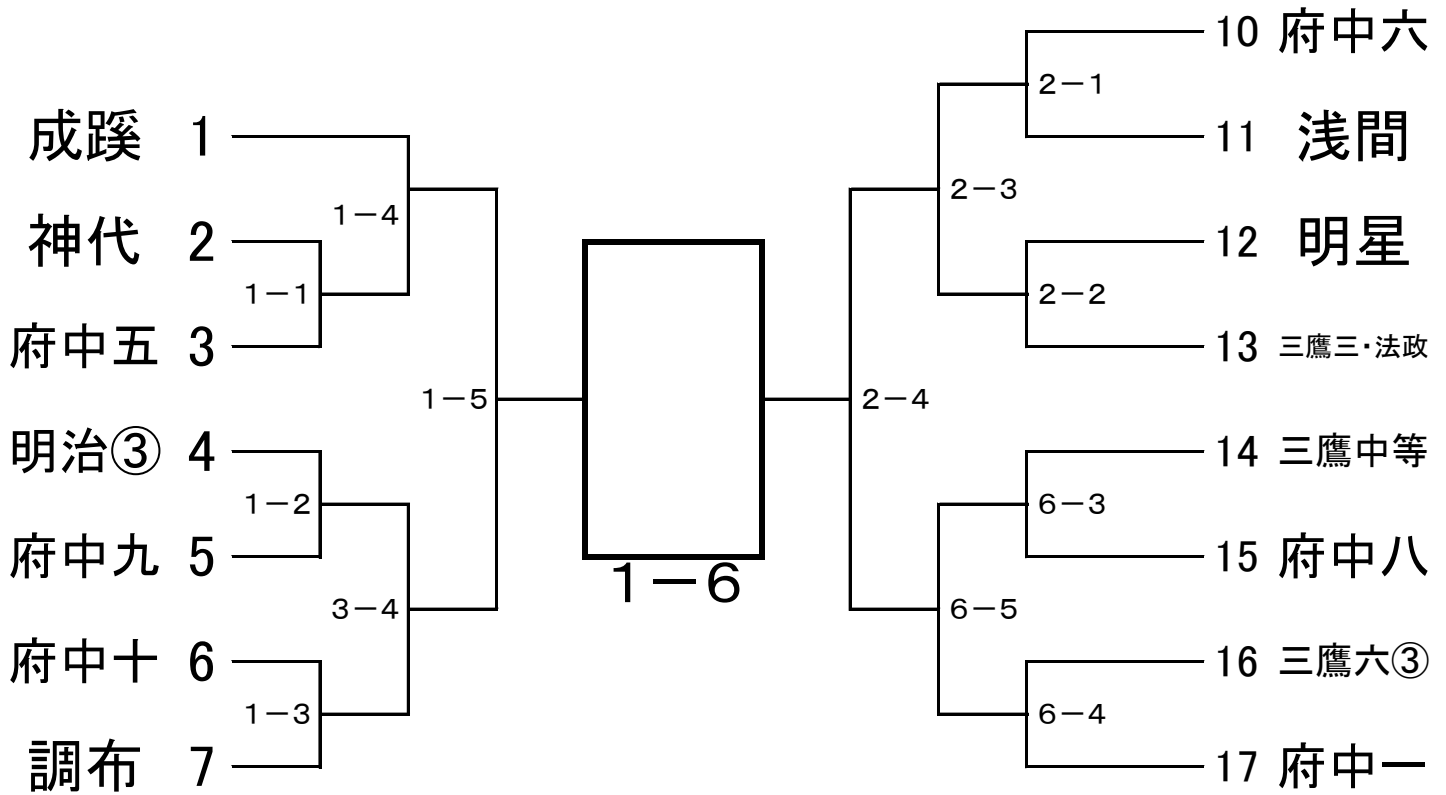 成蹊 1
神代 2
府中五 3
明治③ 4
府中九 5
府中十 6
調布 7
1－4
1－1
1－5
1－2
3－4
1－3
1－6
10 府中六
2－1
11 浅間
2－3
12 明星
2－2
13 三鷹三・法政
2－4
14 三鷹中等
6－3
15 府中八
6－5
16 三鷹六③
6－4
17 府中一